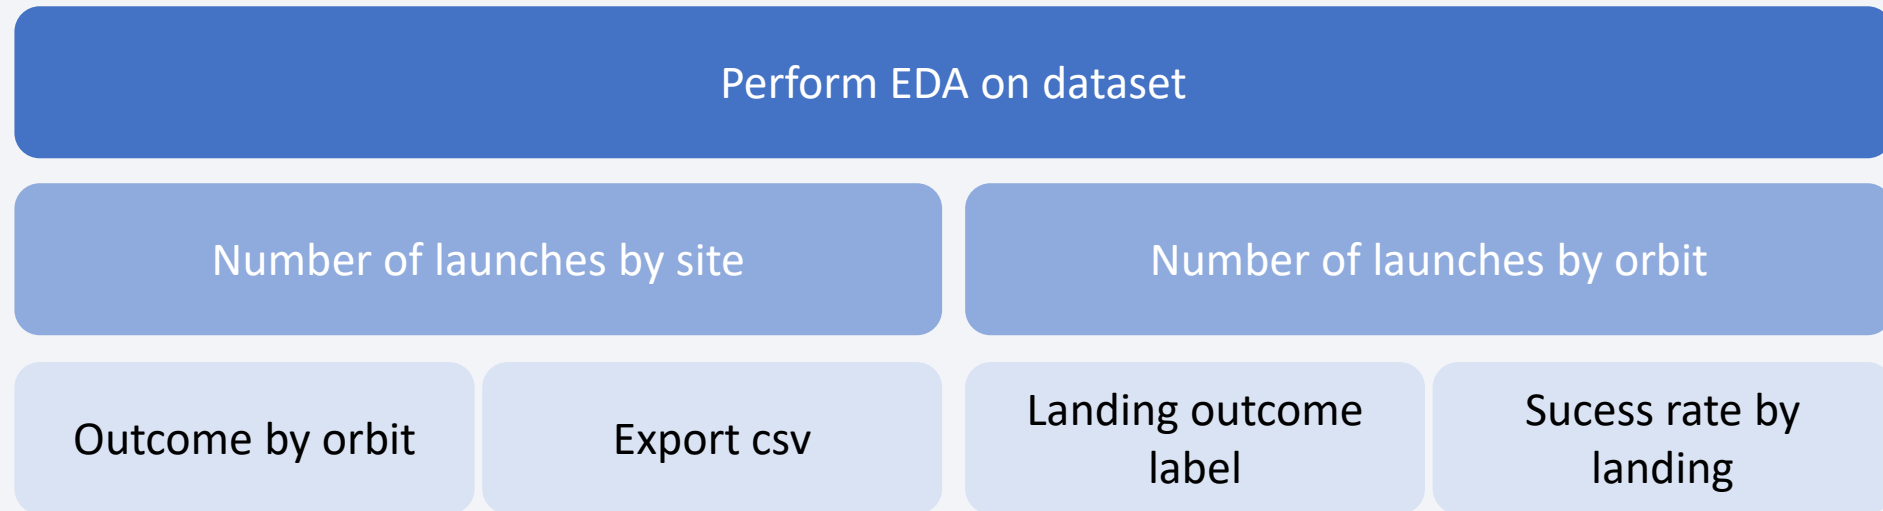 Perform EDA on dataset
Number of launches by site
Number of launches by orbit
Outcome by orbit
Export csv
Landing outcome
label
Sucess rate by
landing